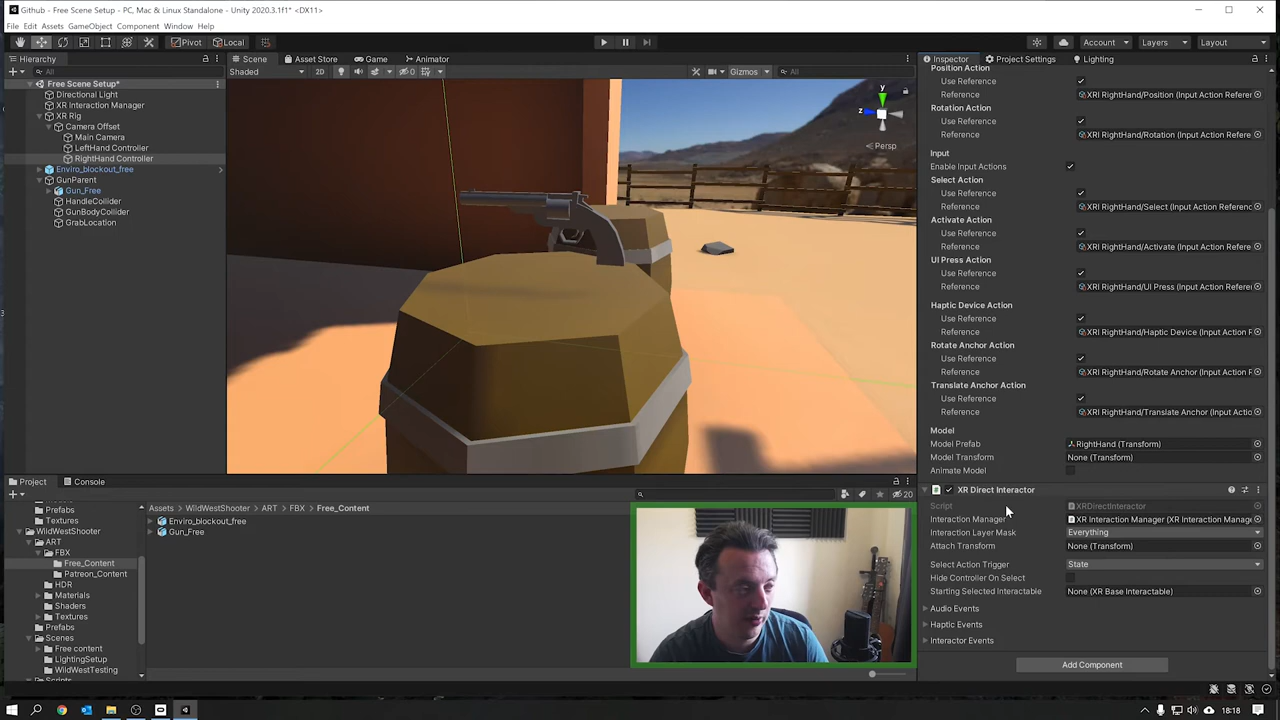 Github - Free Scene Setup - PC, Mac & Linux Standalone - Unity 2020.3.1f1* <DX11>
File Edit Assets GameObject Component Window Help
Pivot Local Account Layers Layout
Hierarchy
All
Free Scene Setup*
Directional Light
XR Interaction Manager
XR Rig
Camera Offset
Main Camera
LeftHand Controller
RightHand Controller
Enviro_blockout_free
GunParent
Gun_Free
HandleCollider
GunBodyCollider
GrabLocation
Scene Asset Store Game Animator
Shaded 2D 0 Gizmos All
y
z
Persp
Inspector Project Settings Lighting
Position Action
Use Reference
Reference XRI RightHand/Position (Input Action Referen
Rotation Action
Use Reference
Reference XRI RightHand/Rotation (Input Action Refere
Input
Enable Input Actions
Select Action
Use Reference
Reference XRI RightHand/Select (Input Action Referenc
Activate Action
Use Reference
Reference XRI RightHand/Activate (Input Action Refere
UI Press Action
Use Reference
Reference XRI RightHand/UI Press (Input Action Refere
Haptic Device Action
Use Reference
Reference XRI RightHand/Haptic Device (Input Action F
Rotate Anchor Action
Use Reference
Reference XRI RightHand/Rotate Anchor (Input Action F
Translate Anchor Action
Use Reference
Reference XRI RightHand/Translate Anchor (Input Actio
Model
Model Prefab RightHand (Transform)
Model Transform None (Transform)
Animate Model
XR Direct Interactor
Script XRDirectInteractor
Interaction Manager XR Interaction Manager (XR Interaction Manage
Interaction Layer Mask Everything
Attach Transform None (Transform)
Select Action Trigger State
Hide Controller On Select
Starting Selected Interactable None (XR Base Interactable)
Audio Events
Haptic Events
Interactor Events
Add Component
Project Console
20
Prefabs
Textures
WildWestShooter
ART
FBX
Free_Content
Patreon_Content
HDR
Materials
Shaders
Textures
Prefabs
Scenes
Free content
LightingSetup
WildWestTesting
Scripts
Assets > WildWestShooter > ART > FBX > Free_Content
Enviro_blockout_free
Gun_Free
18:18